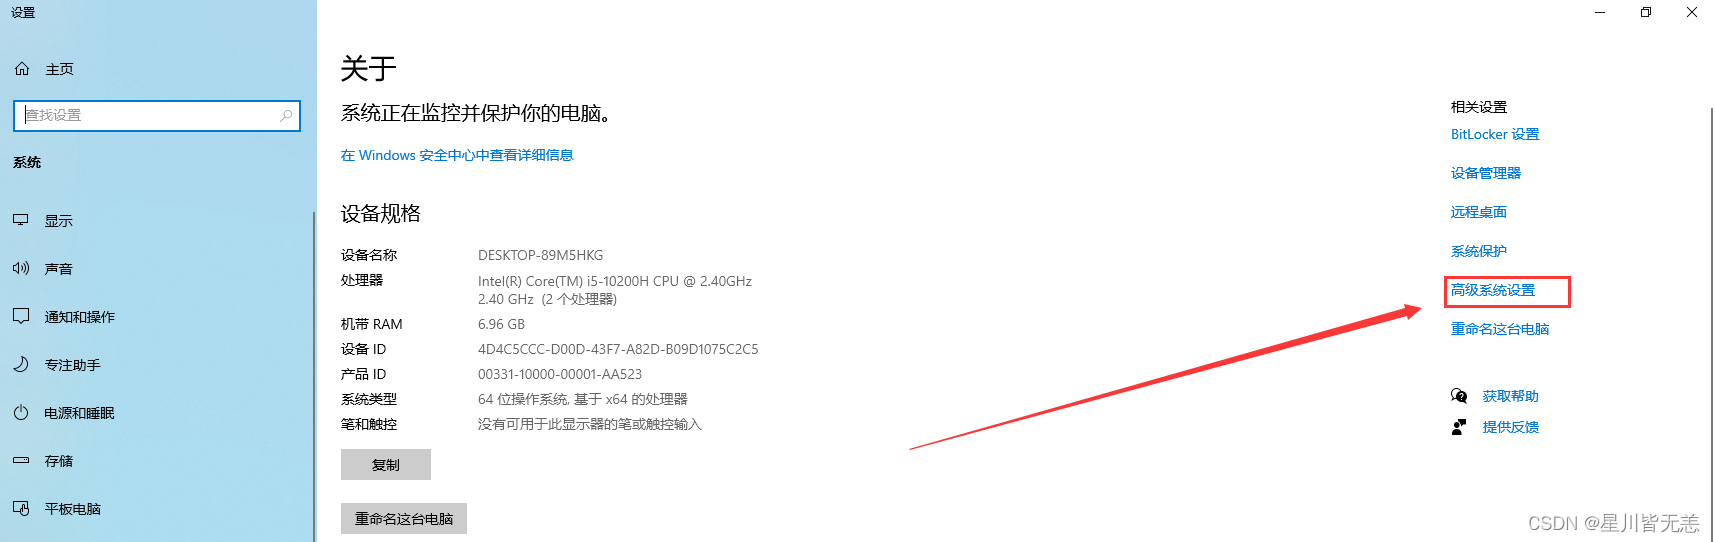 设置
主页
查找设置
系统
显示
声音
通知和操作
专注助手
电源和睡眠
存储
平板电脑
关于
系统正在监控并保护你的电脑。
在 Windows 安全中心中查看详细信息
设备规格
设备名称 DESKTOP-89M5HKG
处理器 Intel(R) Core(TM) i5-10200H CPU @ 2.40GHz
2.40 GHz (2 个处理器)
机带 RAM 6.96 GB
设备 ID 4D4C5CCC-D00D-43F7-A82D-B09D1075C2C5
产品 ID 00331-10000-00001-AA523
系统类型 64 位操作系统, 基于 x64 的处理器
笔和触控 没有可用于此显示器的笔或触控输入
复制
重命名这台电脑
相关设置
BitLocker 设置
设备管理器
远程桌面
系统保护
高级系统设置
重命名这台电脑
获取帮助
提供反馈
CSDN @星川皆无恙